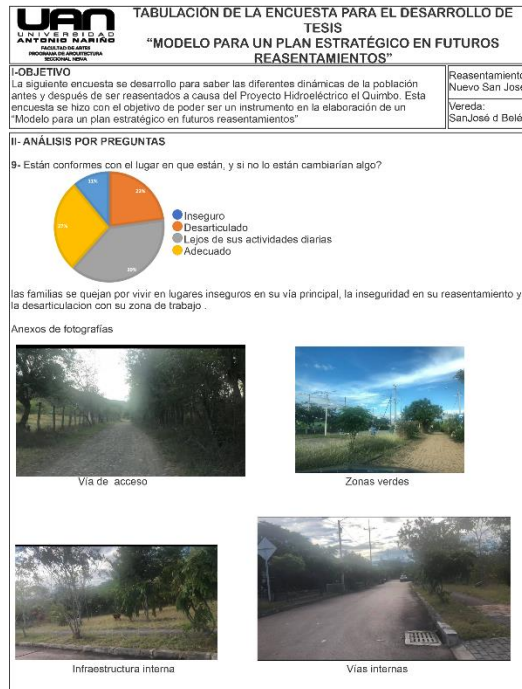 UAN
UNIVERSIDAD
ANTONIO NARIÑO
FACULTAD DE ARTES
PROGRAMA DE ARQUITECTURA
SECCIONAL NEIVA
TABULACIÓN DE LA ENCUESTA PARA EL DESARROLLO DE
TESIS
“MODELO PARA UN PLAN ESTRATÉGICO EN FUTUROS
REASENTAMIENTOS”
I-OBJETIVO
La siguiente encuesta se desarrollo para saber las diferentes dinámicas de la población
antes y después de ser reasentados a causa del Proyecto Hidroeléctrico el Quimbo. Esta
encuesta se hizo con el objetivo de poder ser un instrumento en la elaboración de un
“Modelo para un plan estratégico en futuros reasentamientos”
Reasentamiento
Nuevo San José
Vereda:
SanJosé d Belé
II- ANÁLISIS POR PREGUNTAS
9- Están conformes con el lugar en que están, y si no lo están cambiarían algo?
Inseguro
Desarticulado
Lejos de sus actividades diarias
Adecuado
las familias se quejan por vivir en lugares inseguros en su vía principal, la inseguridad en su reasentamiento y
la desarticulacion con su zona de trabajo .
Anexos de fotografías
Vía de acceso
Zonas verdes
Infraestructura interna
Vías internas